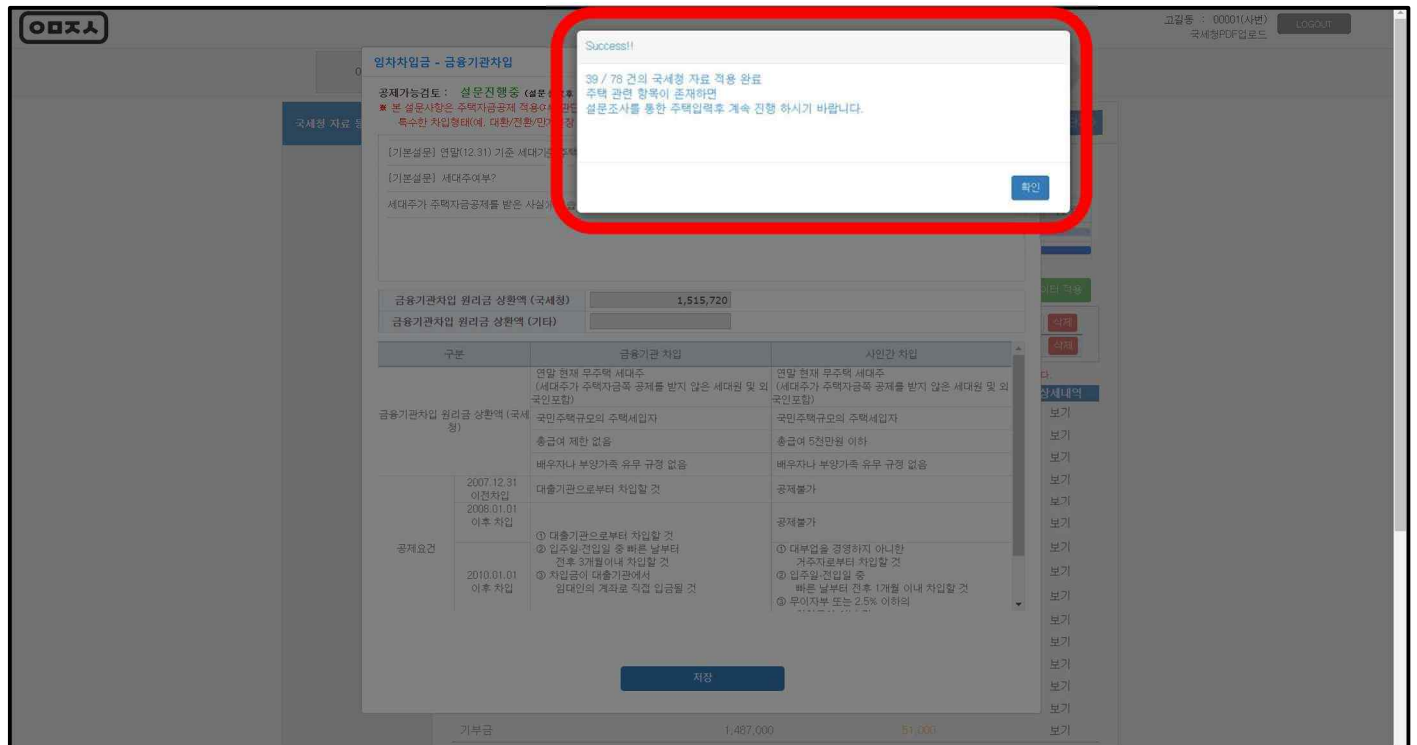 이지스
고길동 : 00001(사번)
국세청PDF업로드
LOGOUT
Success!!
39 / 78 건의 국세청 자료 적용 완료
주택 관련 항목이 존재하면
설문조사를 통한 주택입력후 계속 진행 하시기 바랍니다.
확인
임차차입금 - 금융기관차입
공제가능검토 : 설문진행중
※ 본 설문사항은 주택자금공제
특수한 차입형태(예. 대환/전환/만기
국세청 자료
[기본설문] 연말(12.31) 기준
[기본설문] 세대주여부?
세대주가 주택자금공제를 받은
금융기관차입 원리금 상환액 (국세청) 1,515,720
금융기관차입 원리금 상환액 (기타)
삭제
삭제
구분 금융기관 차입 사인간 차입
상세내역
연말 현재 무주택 세대주 연말 현재 무주택 세대주
(세대주가 주택자금쪽 공제를 받지 않은 세대원 및 외 (세대주가 주택자금쪽 공제를 받지 않은 세대원 및 외
국인포함) 국인포함)
금융기관차입 원리금 상환액 (국세
청)
국민주택규모의 주택세입자 국민주택규모의 주택세입자
총급여 제한 없음 총급여 5천만원 이하
배우자나 부양가족 유무 규정 없음 배우자나 부양가족 유무 규정 없음
공제요건
2007.12.31
이전차입
대출기관으로부터 차입할 것 공제불가
2008.01.01
이후 차입
공제불가
2010.01.01
이후 차입
① 대출기관으로부터 차입할 것
② 입주일·전입일 중 빠른 날부터
전후 3개월이내 차입할 것
③ 차입금이 대출기관에서
임대인의 계좌로 직접 입금될 것
① 대부업을 경영하지 아니한
거주자로부터 차입할 것
② 입주일·전입일 중
빠른 날부터 전후 1개월 이내 차입할 것
③ 무이자부 또는 2.5% 이하의
보기
보기
보기
보기
보기
보기
보기
보기
보기
보기
보기
보기
보기
보기
저장
기부금 1,487,000 51,000 보기